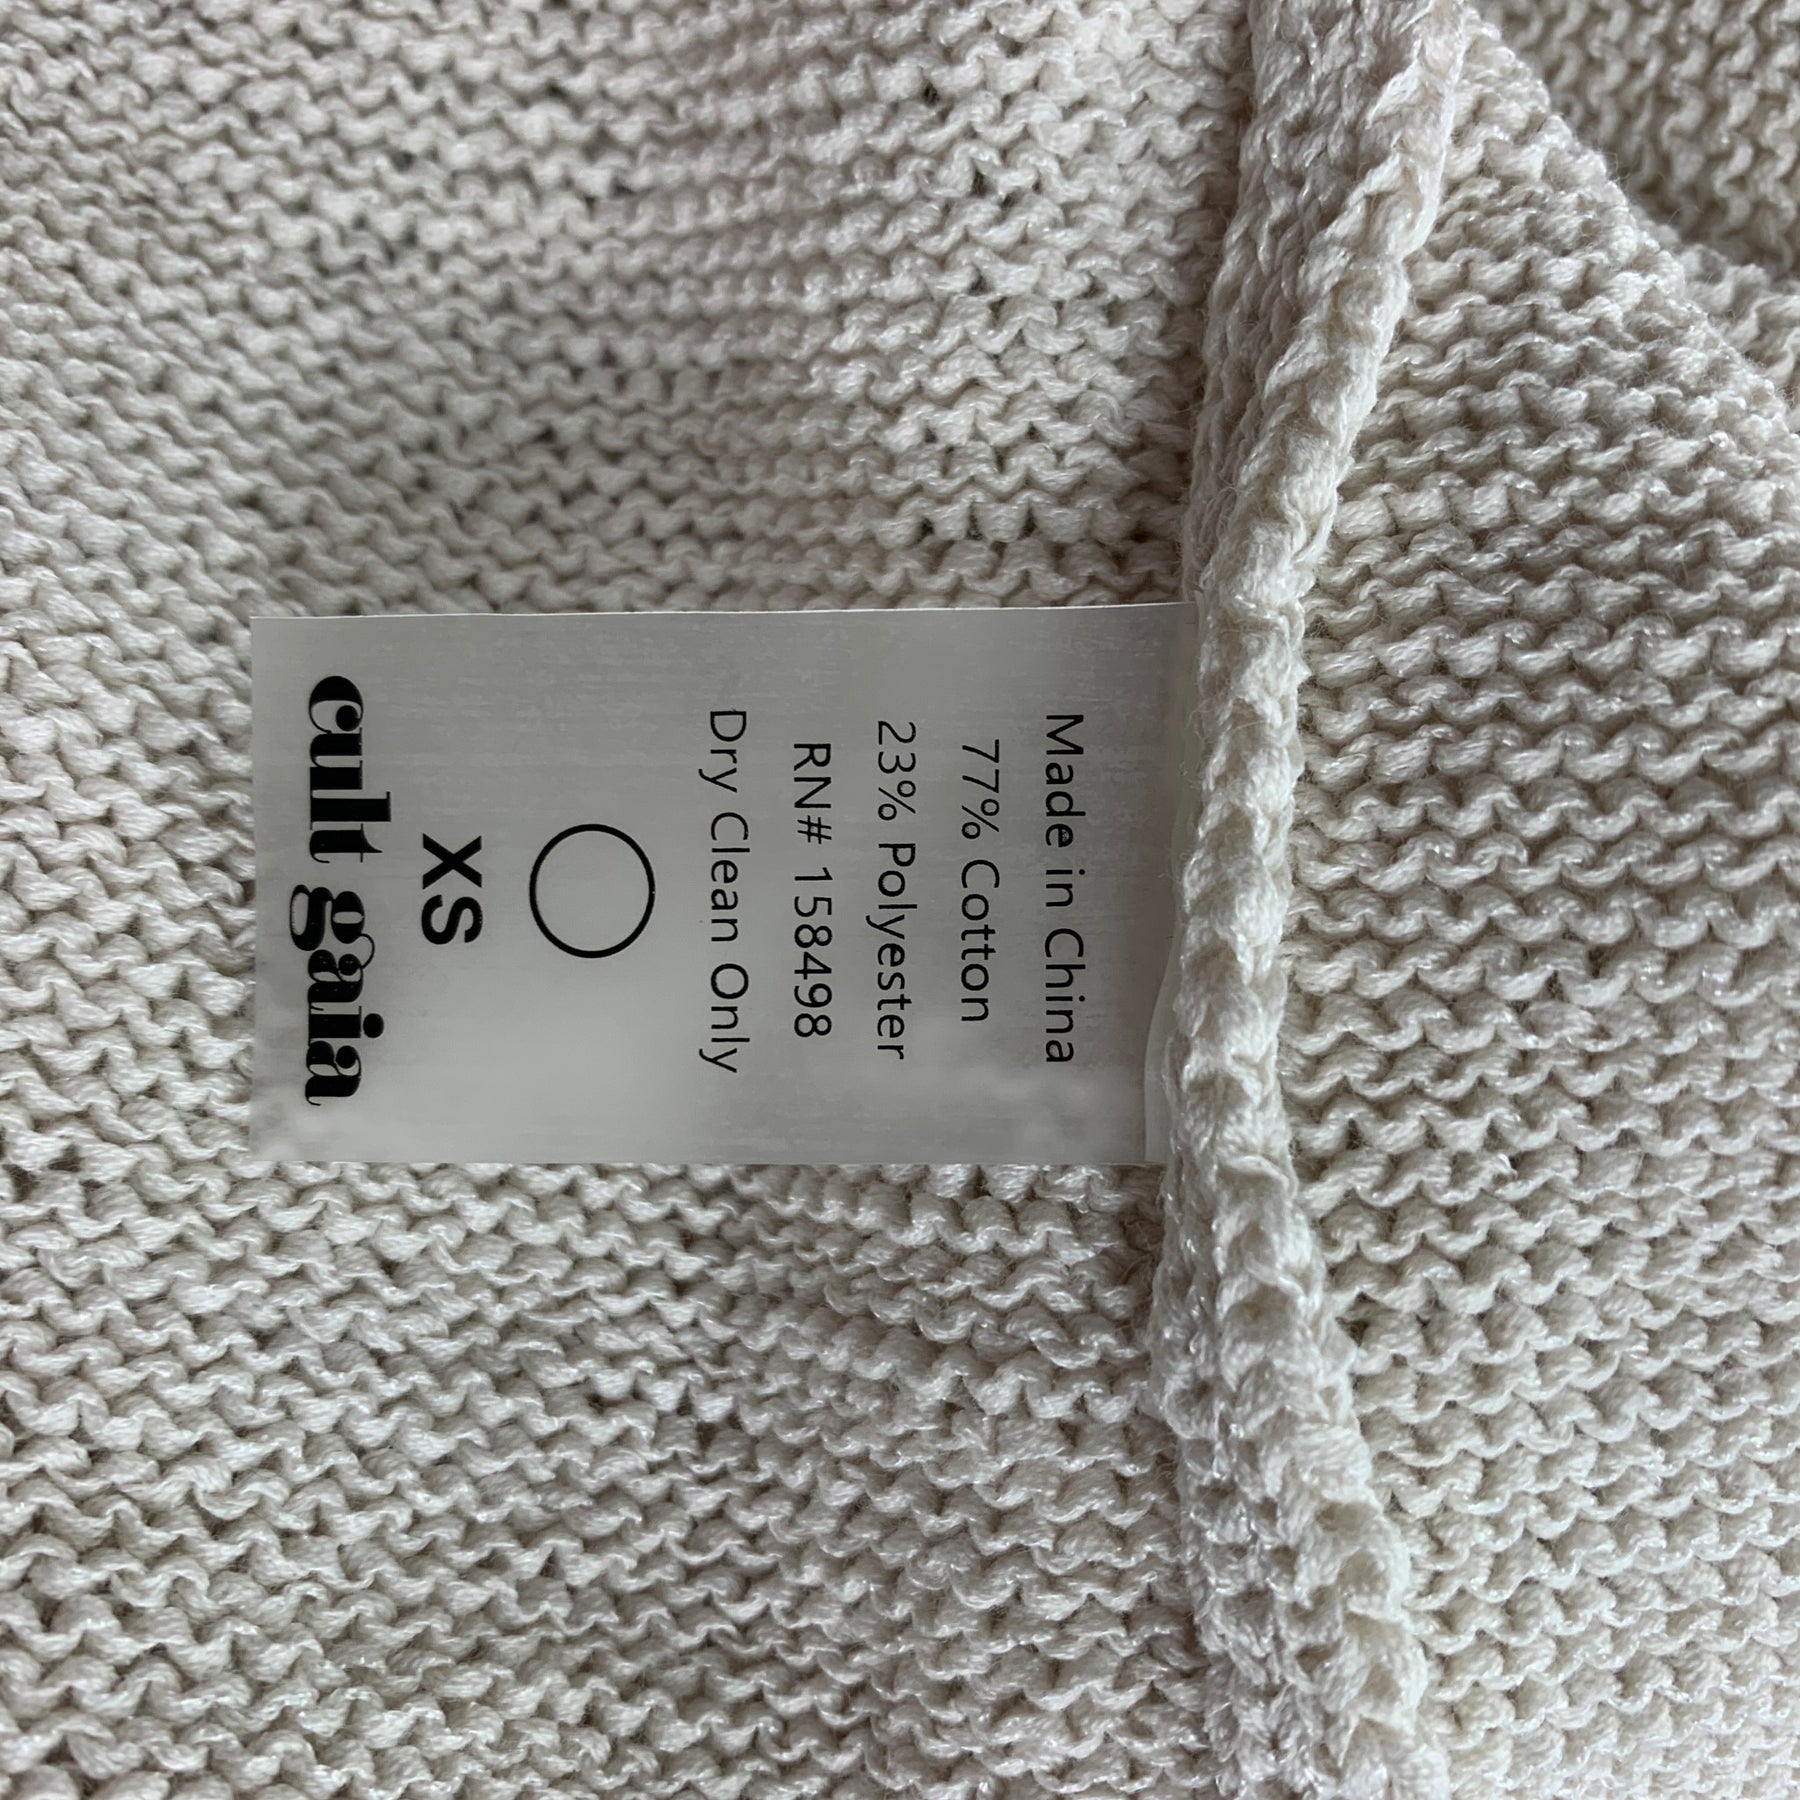 Made in China
77% Cotton
23% Polyester
RN# 158498
Dry Clean Only
XS
cult gaia